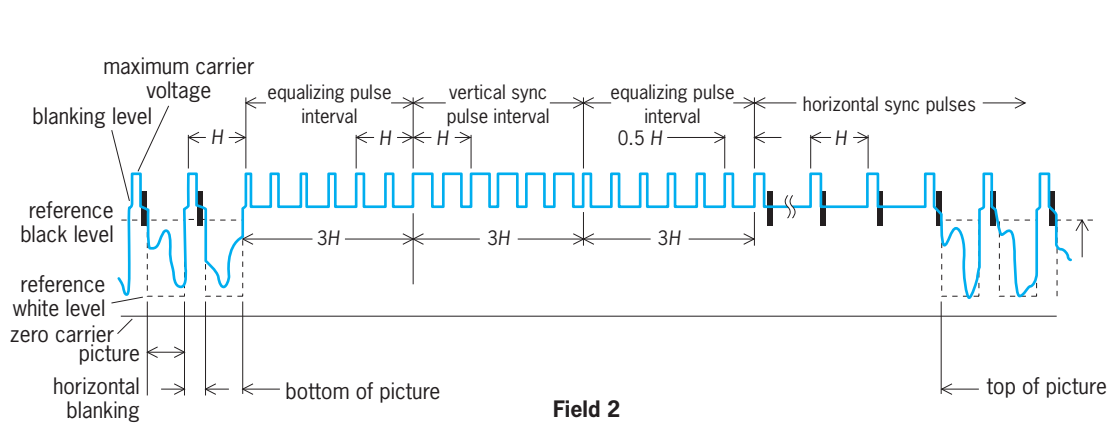 maximum carrier
voltage
blanking level
equalizing pulse
interval
vertical sync
pulse interval
equalizing pulse
interval
horizontal sync pulses
H
H
H
0.5 H
H
reference
black level
3H
3H
3H
reference
white level
zero carrier
picture
horizontal
blanking
bottom of picture
top of picture
Field 2